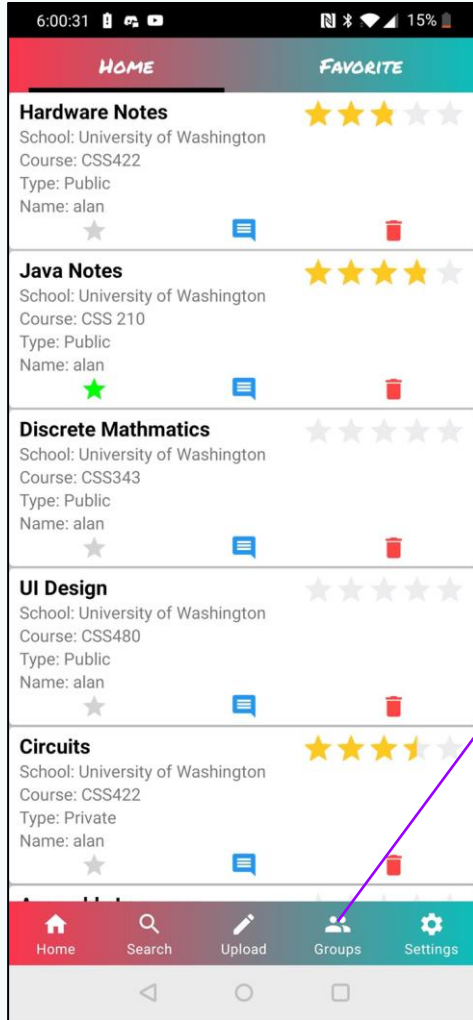 6:00:31 15%
HOME FAVORITE
Hardware Notes
School: University of Washington
Course: CSS422
Type: Public
Name: alan
Java Notes
School: University of Washington
Course: CSS 210
Type: Public
Name: alan
Discrete Mathmatics
School: University of Washington
Course: CSS343
Type: Public
Name: alan
UI Design
School: University of Washington
Course: CSS480
Type: Public
Name: alan
Circuits
School: University of Washington
Course: CSS422
Type: Private
Name: alan
Home Search Upload Groups Settings